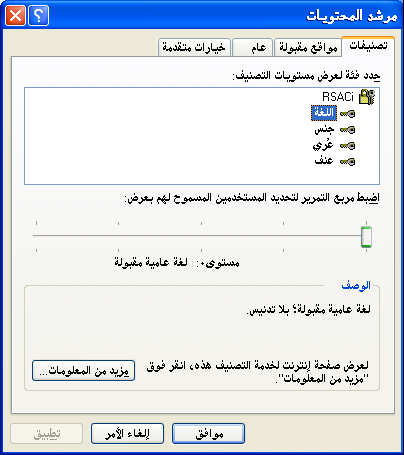 مرشد المحتويات
تصنيفات
مواقع مقبولة
عام
خيارات متقدمة
حدد فئة لعرض مستويات التصنيف:
RSACi
اللغة
جنس
عُري
عنف
اضبط مربع التمرير لتحديد المستخدمين المسموح لهم بعرض:
مستوى٠: لغة عامية مقبولة
الوصف
لغة عامية مقبولة؟ بلا تدنيس.
لعرض صفحة إنترنت لخدمة التصنيف هذه، انقر فوق
"مزيد من المعلومات".
مزيد من المعلومات...
موافق
إلغاء الأمر
تطبيق